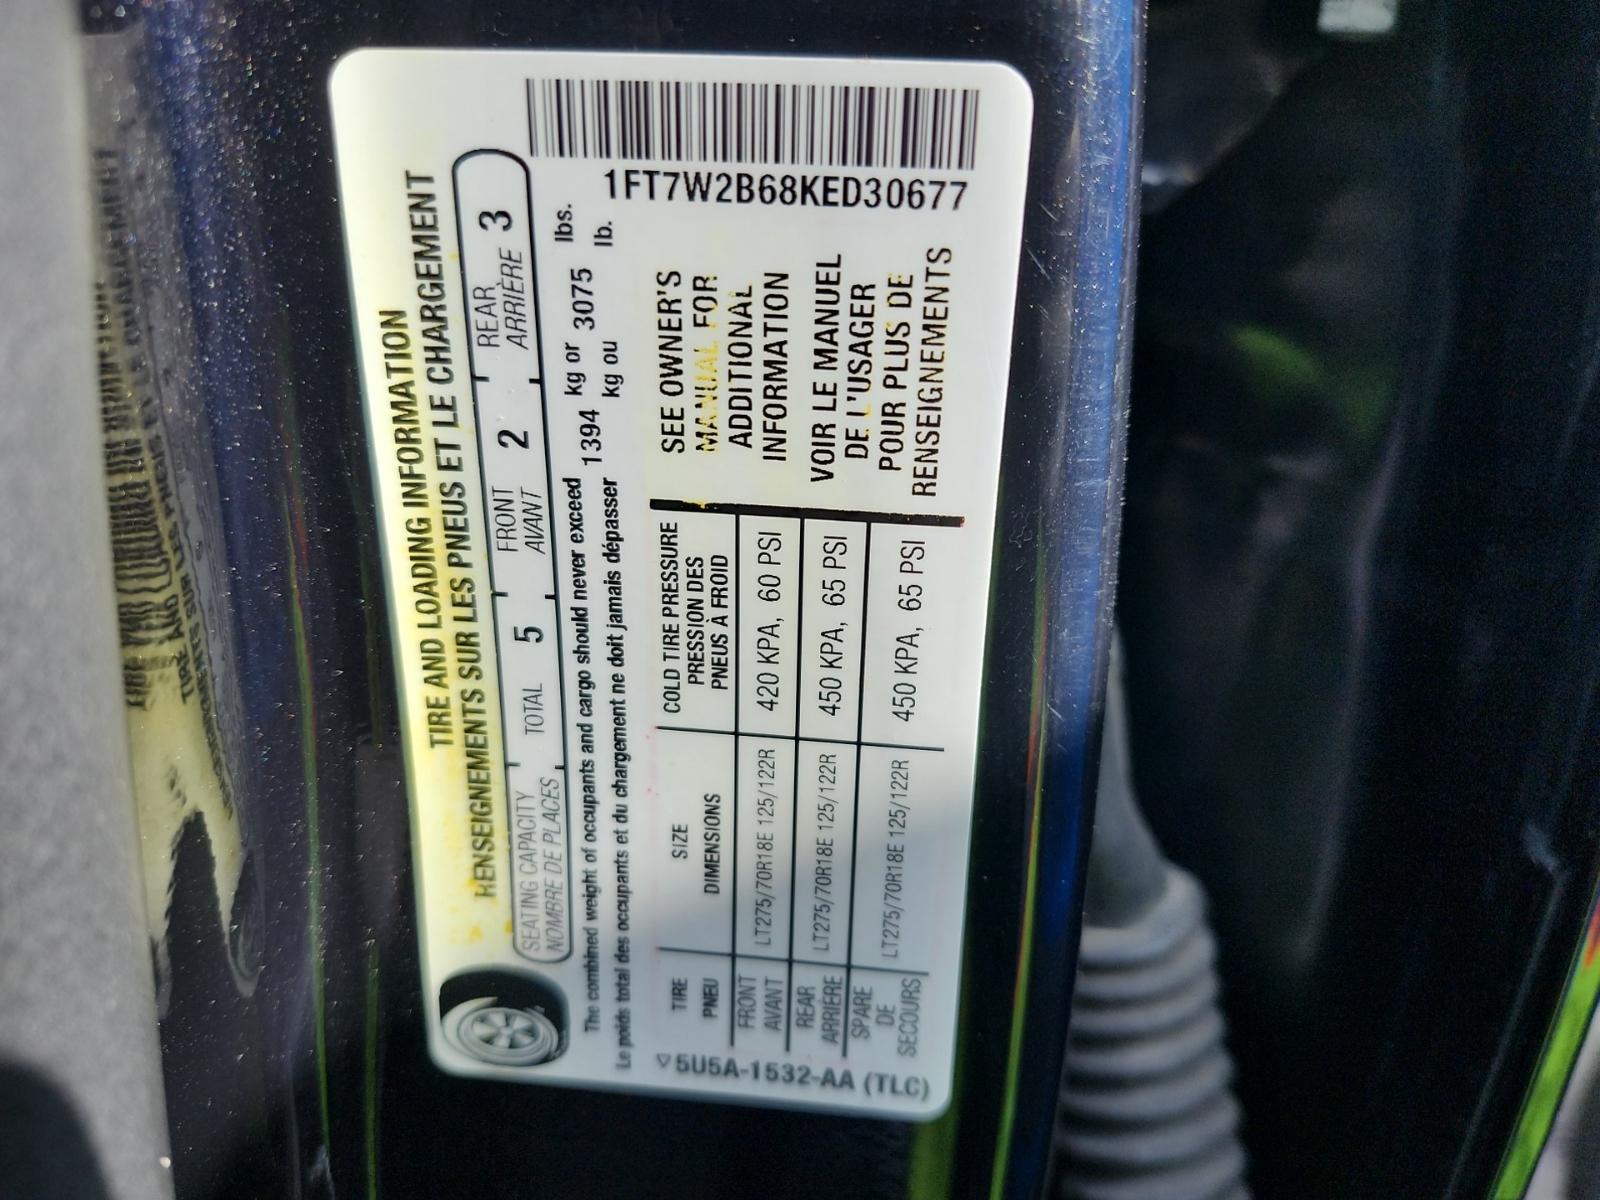 TIRE AND LOADING INFORMATION
RENSEIGNEMENTS SUR LES PNEUS ET LE CHARGEMENT
SEATING CAPACITY TOTAL 5 FRONT 2 REAR 3
NOMBRE DE PLACES AVANT ARRIÈRE
The combined weight of occupants and cargo should never exceed 1394 kg or 3075 lbs.
Le poids total des occupants et du chargement ne doit jamais dépasser kg ou lb.
TIRE SIZE COLD TIRE PRESSURE
PNEU DIMENSIONS PRESSION DES
PNEUS À FROID
FRONT LT275/70R18E 125/122R 420 KPA, 60 PSI
AVANT
REAR LT275/70R18E 125/122R 450 KPA, 65 PSI
ARRIÈRE
SPARE LT275/70R18E 125/122R 450 KPA, 65 PSI
DE
SECOURS
SEE OWNER'S
MANUAL FOR
ADDITIONAL
INFORMATION
VOIR LE MANUEL
DE L'USAGER
POUR PLUS DE
RENSEIGNEMENTS
1FT7W2B68KED30677
5U5A-1532-AA (TLC)